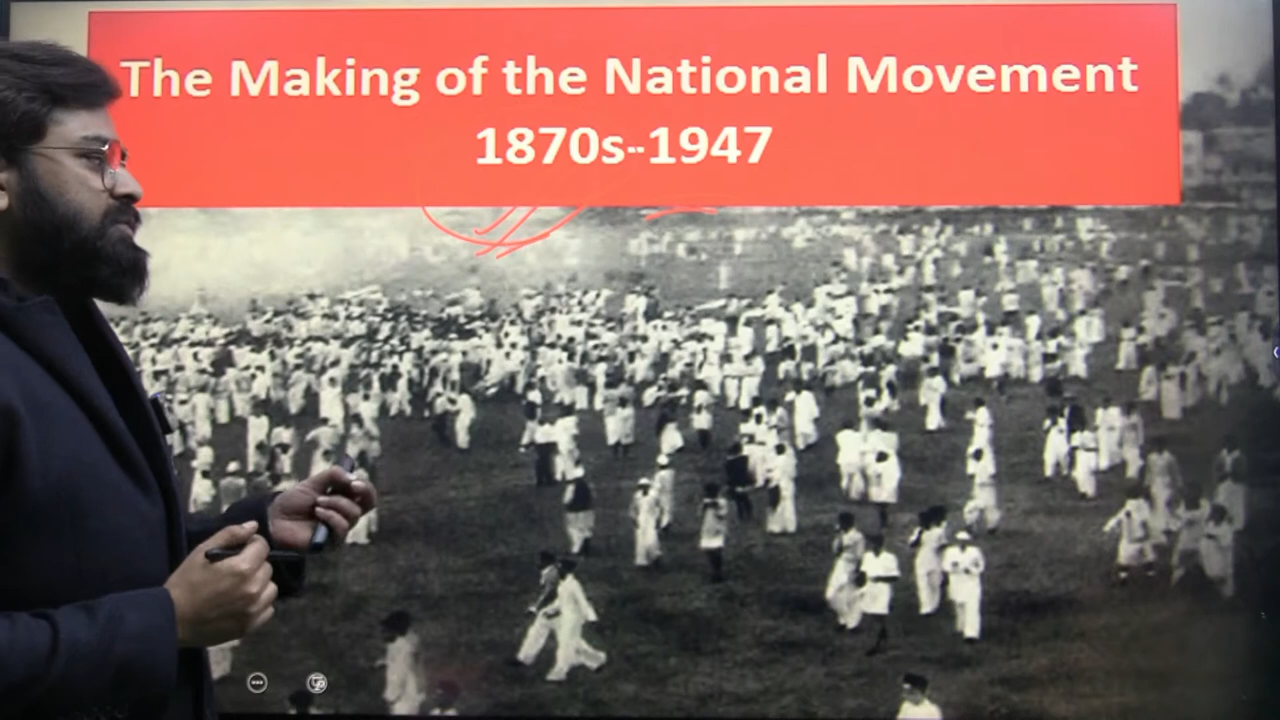 The Making of the National Movement
1870s--1947